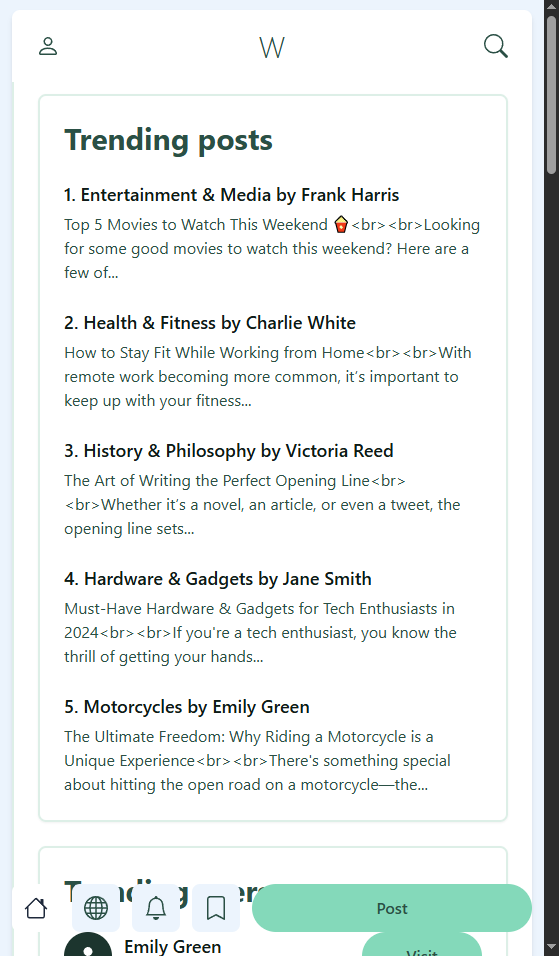 W
Trending posts
1. Entertainment & Media by Frank Harris
Top 5 Movies to Watch This Weekend 🍿<br><br>Looking
for some good movies to watch this weekend? Here are a
few of...
2. Health & Fitness by Charlie White
How to Stay Fit While Working from Home<br><br>With
remote work becoming more common, it’s important to
keep up with your fitness...
3. History & Philosophy by Victoria Reed
The Art of Writing the Perfect Opening Line<br>
<br>Whether it’s a novel, an article, or even a tweet, the
opening line sets...
4. Hardware & Gadgets by Jane Smith
Must-Have Hardware & Gadgets for Tech Enthusiasts in
2024<br><br>If you're a tech enthusiast, you know the
thrill of getting your hands...
5. Motorcycles by Emily Green
The Ultimate Freedom: Why Riding a Motorcycle is a
Unique Experience<br><br>There's something special
about hitting the open road on a motorcycle—the...
Trending
Post
Emily Green
Visit